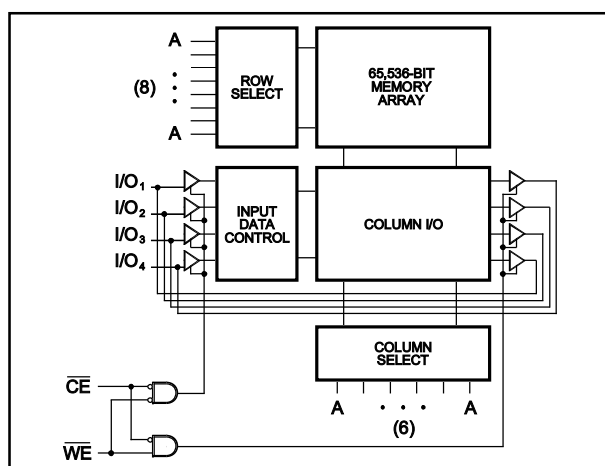 A
(8)
A
ROW
SELECT
65,536-BIT
MEMORY
ARRAY
I/O1
I/O2
I/O3
I/O4
INPUT
DATA
CONTROL
COLUMN I/O
COLUMN
SELECT
A
A
(6)
CE
WE